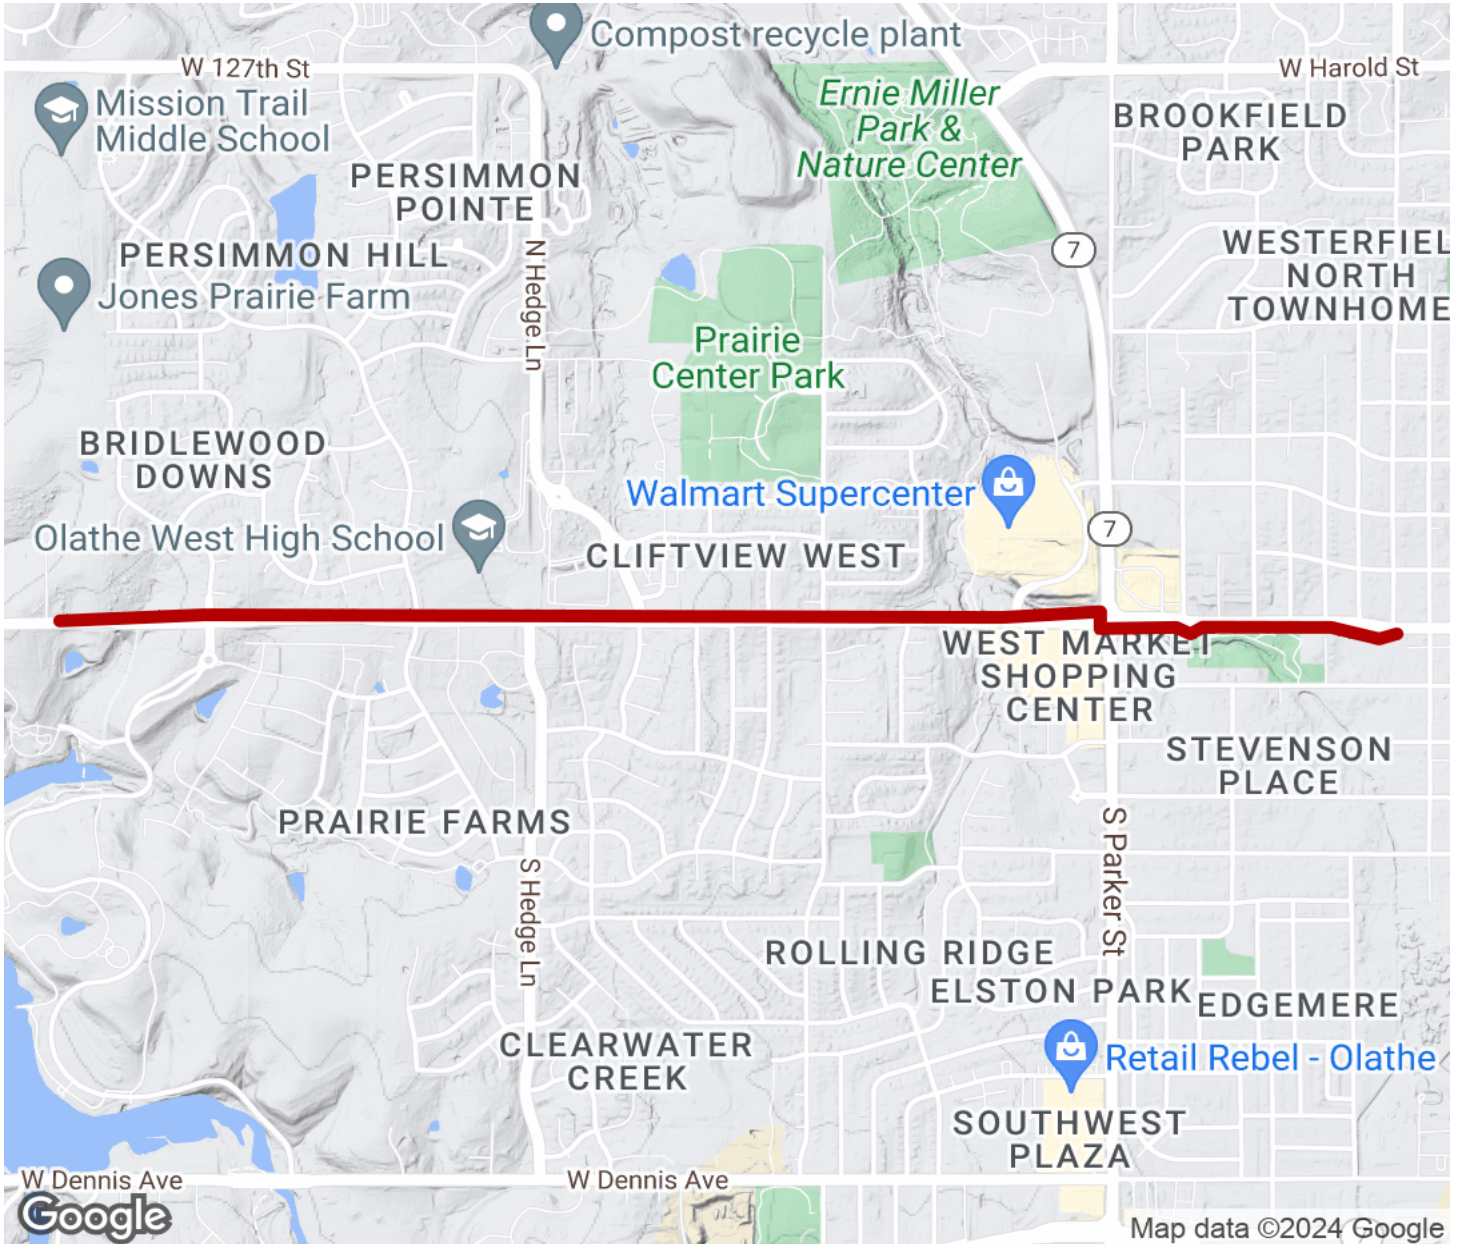 Compost recycle plant
W 127th St
W Harold St
Mission Trail
Middle School
Ernie Miller
Park &
Nature Center
BROOKFIELD
PARK
PERSIMMON
POINTE
7
PERSIMMON HILL
N Hedge Ln
WESTERFIEL
NORTH
TOWNHOME
Jones Prairie Farm
Prairie
Center Park
BRIDLEWOOD
DOWNS
Walmart Supercenter
7
Olathe West High School
CLIFTVIEW WEST
WEST MARKET
SHOPPING
CENTER
STEVENSON
PLACE
PRAIRIE FARMS
S Parker St
S Hedge Ln
ROLLING RIDGE
ELSTON PARK
EDGEMERE
CLEARWATER
CREEK
Retail Rebel - Olathe
SOUTHWEST
PLAZA
W Dennis Ave
W Dennis Ave
Google
Map data ©2024 Google